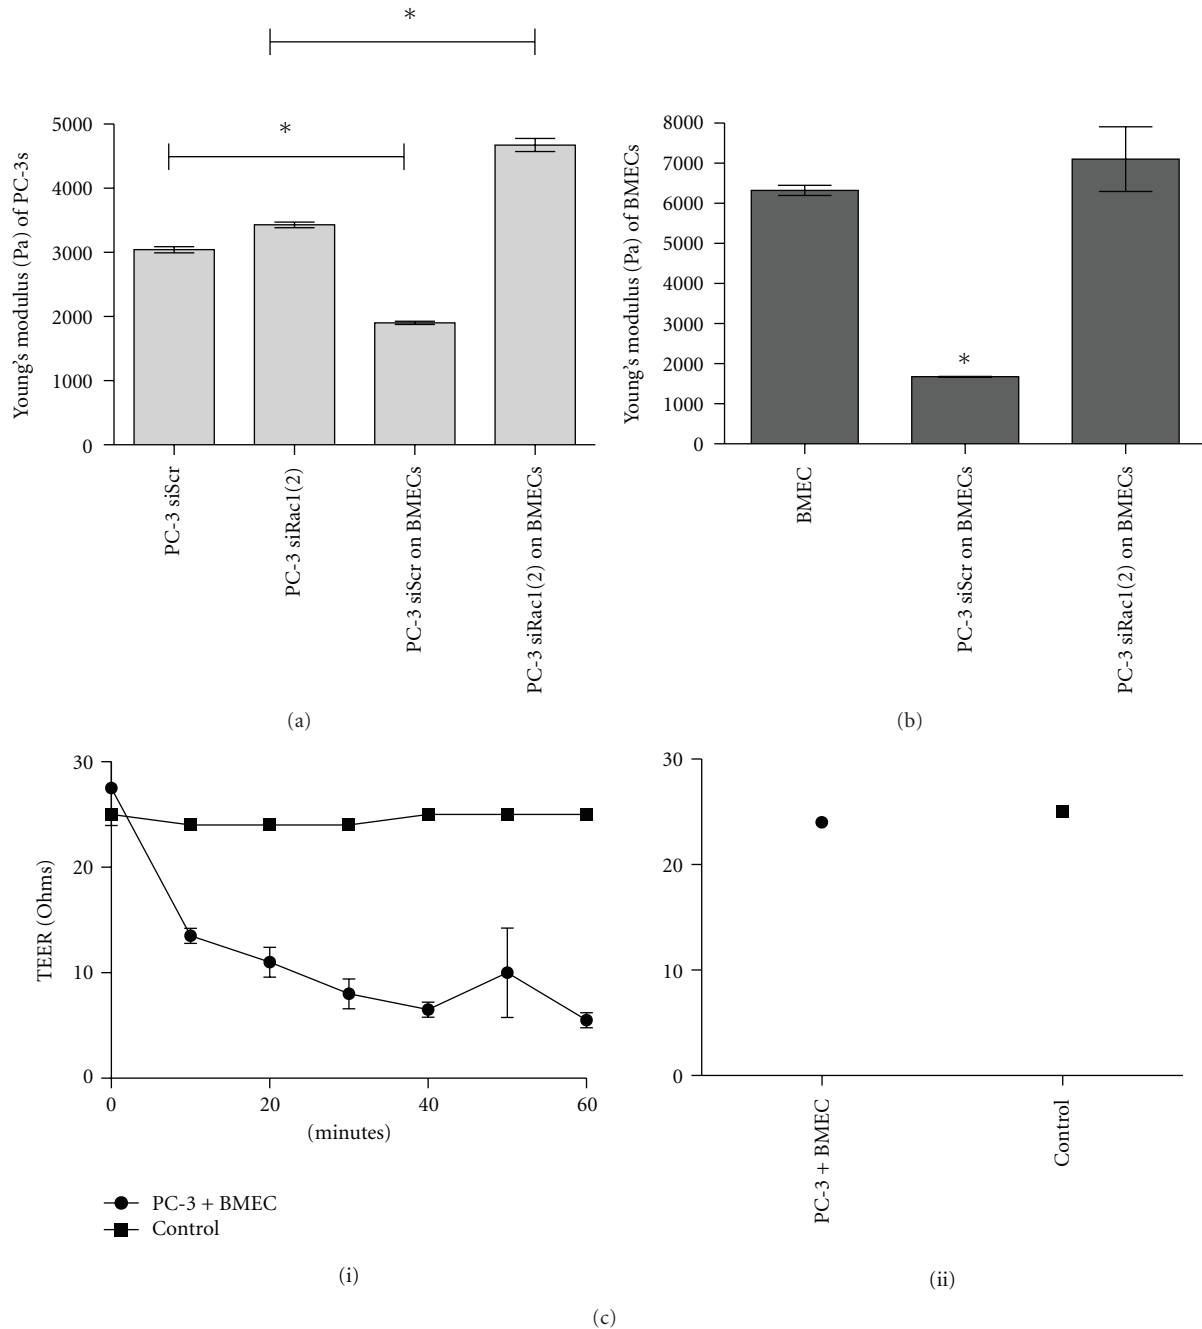 *
*
5000
4000
3000
2000
1000
0
Young's modulus (Pa) of PC-3s
PC-3 siScr
PC-3 siRac1(2)
PC-3 siScr on BMECs
PC-3 siRac1(2) on BMECs
(a)
8000
7000
6000
5000
4000
3000
2000
1000
0
Young's modulus (Pa) of BMECs
*
BMEC
PC-3 siScr on BMECs
PC-3 siRac1(2) on BMECs
(b)
30
20
10
0
TEER (Ohms)
0 20 40 60
(minutes)
PC-3 + BMEC
Control
(i)
30
20
10
0
PC-3 + BMEC
Control
(ii)
(c)